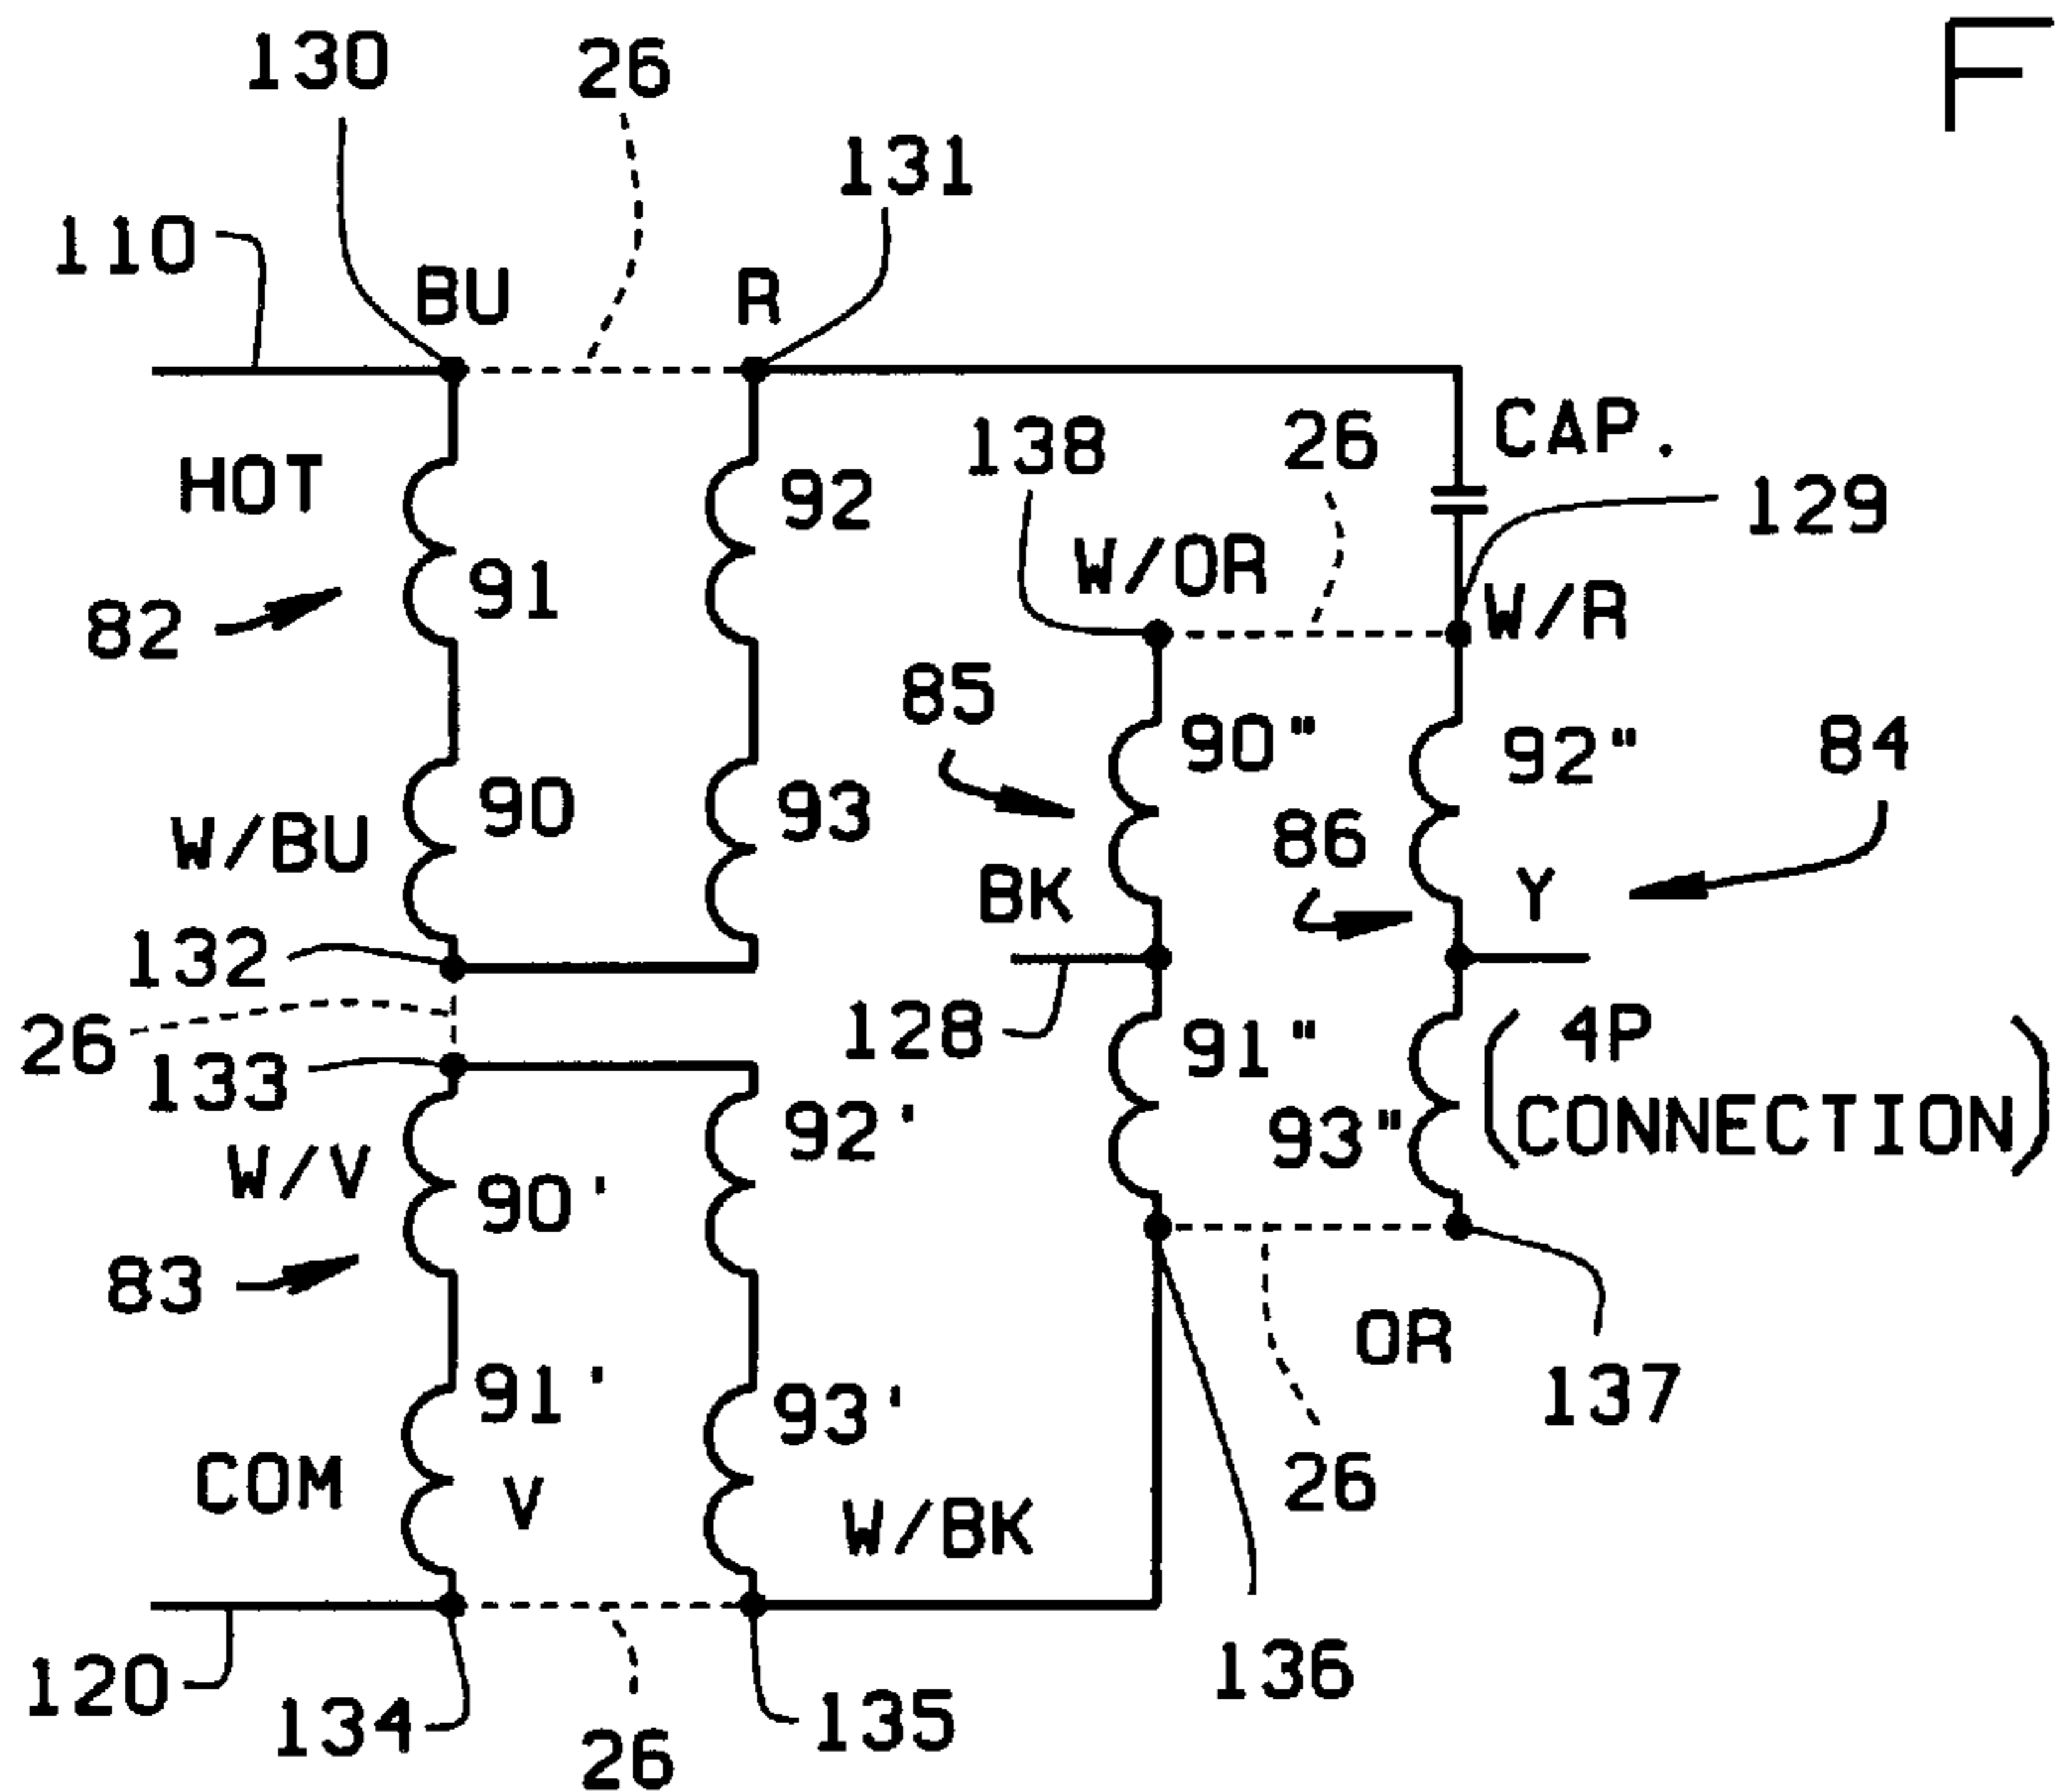 F
130
26
131
110
BU
R
HOT
138
26
CAP.
92
129
W/OR
W/R
91
82
85
90"
92"
84
90
93
86
W/BU
BK
Y
132
26
133
128
91"
4P
(CONNECTION)
92'
93"
W/V
90'
83
OR
91'
93'
137
COM
V
W/BK
26
120
134
135
136
26